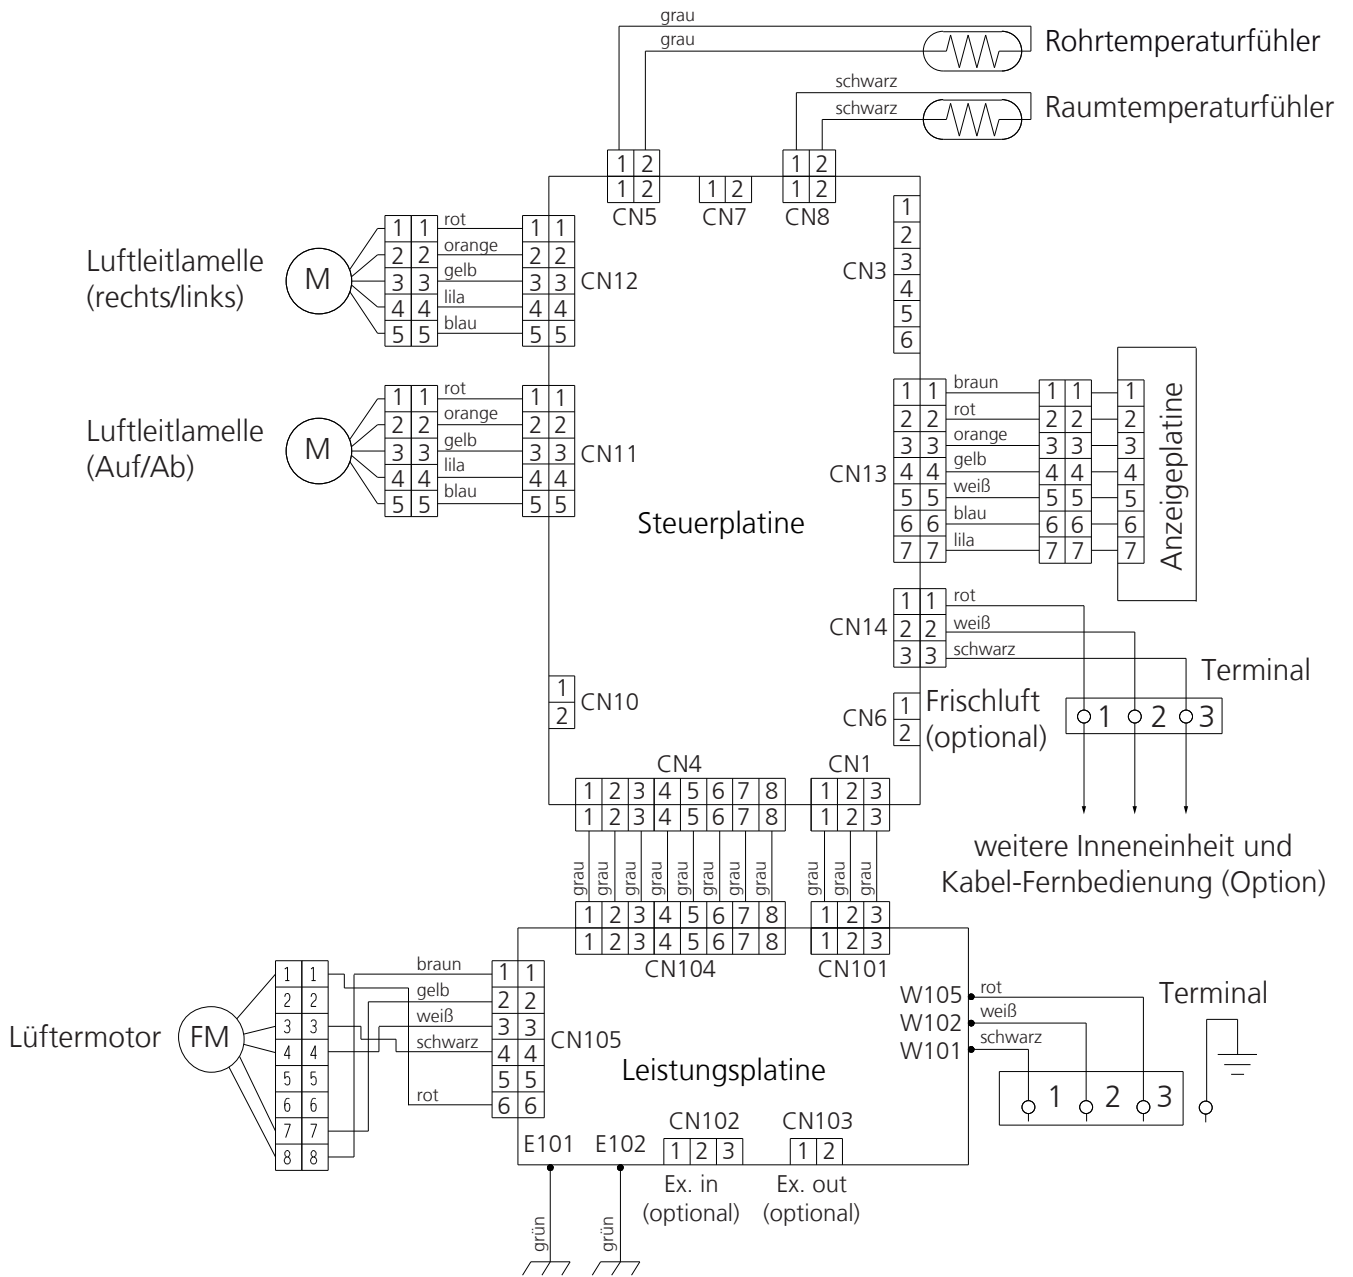 grau
grau
Rohrtemperaturfühler
schwarz
schwarz
Raumtemperaturfühler
1 2
1 2
CN5
1 2
CN7
1 2
1 2
CN8
1
2
3
4
5
6
CN3
Luftleitlamelle
(rechts/links)
M
1 1 rot 1 1
2 2 orange 2 2
3 3 gelb 3 3
4 4 lila 4 4
5 5 blau 5 5
CN12
Luftleitlamelle
(Auf/Ab)
M
1 1 rot 1 1
2 2 orange 2 2
3 3 gelb 3 3
4 4 lila 4 4
5 5 blau 5 5
CN11
Steuerplatine
CN13
1 1 braun 1 1 1
2 2 rot 2 2 2
3 3 orange 3 3 3
4 4 gelb 4 4 4
5 5 weiß 5 5 5
6 6 blau 6 6 6
7 7 lila 7 7 7
Anzeigeplatine
CN14
1 1 rot
2 2 weiß
3 3 schwarz
Terminal
1 2 3
1
2
CN10
CN6
1
2
Frischluft
(optional)
weitere Inneneinheit und
Kabel-Fernbedienung (Option)
CN4
1 2 3 4 5 6 7 8
1 2 3 4 5 6 7 8
grau grau grau grau grau grau grau grau
1 2 3 4 5 6 7 8
1 2 3 4 5 6 7 8
CN104
CN1
1 2 3
1 2 3
grau grau grau
1 2 3
1 2 3
CN101
Lüftermotor
FM
1 1
2 2
3 3
4 4
5 5
6 6
7 7
8 8
braun 1 1
gelb 2 2
weiß 3 3
schwarz 4 4
5 5
rot 6 6
CN105
Leistungsplatine
W105 rot
W102 weiß
W101 schwarz
Terminal
1 2 3
E101
E102
CN102
1 2 3
Ex. in
(optional)
CN103
1 2
Ex. out
(optional)
grün
grün